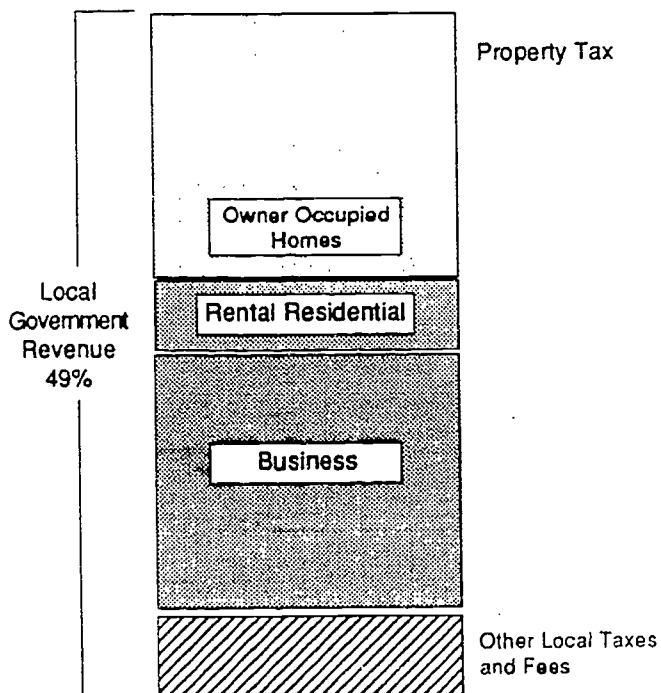 Property Tax
Owner Occupied
Homes
Rental Residential
Local
Government
Revenue
49%
Business
Other Local Taxes
and Fees